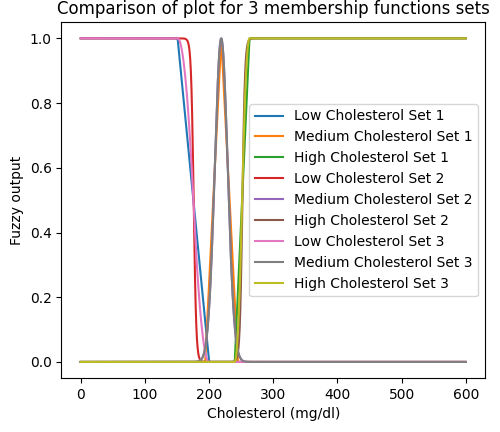 Comparison of plot for 3 membership functions sets
1.0
0.8
0.6
0.4
0.2
0.0
Fuzzy output
Low Cholesterol Set 1
Medium Cholesterol Set 1
High Cholesterol Set 1
Low Cholesterol Set 2
Medium Cholesterol Set 2
High Cholesterol Set 2
Low Cholesterol Set 3
Medium Cholesterol Set 3
High Cholesterol Set 3
0 100 200 300 400 500 600
Cholesterol (mg/dl)